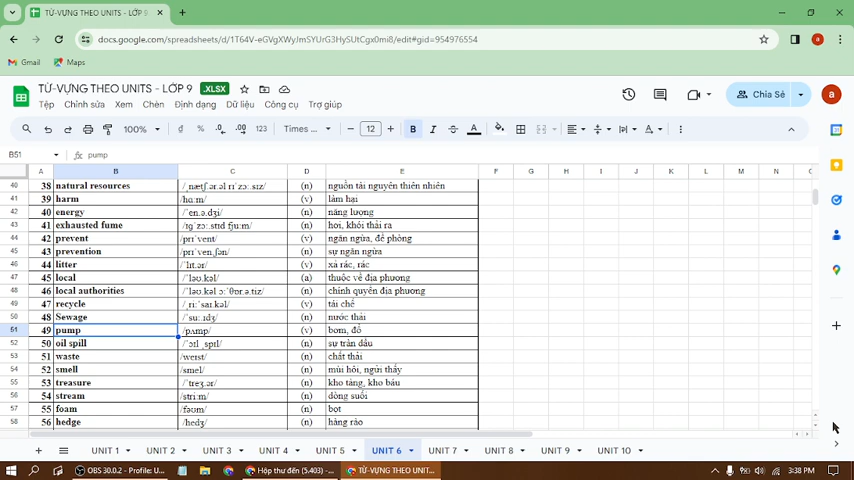 TỪ-VỰNG THEO UNITS - LỚP 9
docs.google.com/spreadsheets/d/1T64V-eGVgXWyJmSYUrG3HySUtCgx0mi8/edit#gid=954976554
Gmail Maps
TỪ-VỰNG THEO UNITS - LỚP 9 .XLSX
Tệp Chỉnh sửa Xem Chèn Định dạng Dữ liệu Công cụ Trợ giúp
Chia Sẻ a
100% đ % .0 .00 123 Times ... 12 B I A
B51 fx pump
A B C D E F G H I J K L M N
40 38 natural resources /ˌnætʃ.ər.əl rɪˈzɔː.sɪz/ (n) nguồn tài nguyên thiên nhiên
41 39 harm /hɑːm/ (v) làm hại
42 40 energy /ˈen.ə.dʒi/ (n) năng lượng
43 41 exhausted fume /ɪɡˈzɔː.stɪd fjuːm/ (n) hơi, khói thải ra
44 42 prevent /prɪˈvent/ (v) ngăn ngừa, đề phòng
45 43 prevention /prɪˈven.ʃən/ (n) sự ngăn ngừa
46 44 litter /ˈlɪt.ər/ (v) xả rác, rác
47 45 local /ˈləʊ.kəl/ (a) thuộc về địa phương
48 46 local authorities /ˈləʊ.kəl ɔːˈθɒr.ə.tiz/ (n) chính quyền địa phương
49 47 recycle /ˌriːˈsaɪ.kəl/ (v) tái chế
50 48 Sewage /ˈsuː.ɪdʒ/ (n) nước thải
51 49 pump /pʌmp/ (v) bơm, đổ
52 50 oil spill /ˈɔɪl ˌspɪl/ (n) sự tràn dầu
53 51 waste /weɪst/ (n) chất thải
54 52 smell /smel/ (n) mùi hôi, ngửi thấy
55 53 treasure /ˈtreʒ.ər/ (n) kho tàng, kho báu
56 54 stream /striːm/ (n) dòng suối
57 55 foam /fəʊm/ (n) bọt
58 56 hedge /hedʒ/ (n) hàng rào
UNIT 1 UNIT 2 UNIT 3 UNIT 4 UNIT 5 UNIT 6 UNIT 7 UNIT 8 UNIT 9 UNIT 10
OBS 30.0.2 - Profile: U... Hộp thư đến (5.403) -... TỪ-VỰNG THEO UNIT... 3:38 PM